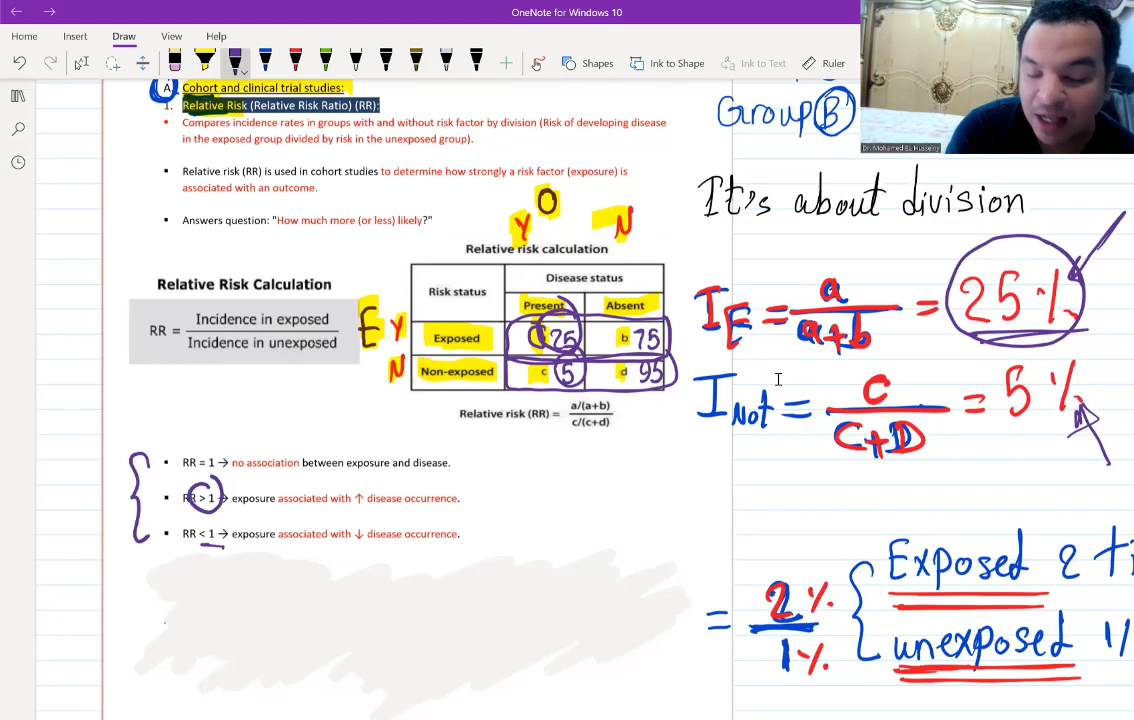 OneNote for Windows 10
Home Insert Draw View Help
Shapes Ink to Shape Ink to Text Ruler
A. Cohort and clinical trial studies:
1. Relative Risk (Relative Risk Ratio) (RR):
Compares incidence rates in groups with and without risk factor by division (Risk of developing disease
in the exposed group divided by risk in the unexposed group).
Relative risk (RR) is used in cohort studies to determine how strongly a risk factor (exposure) is
associated with an outcome.
Answers question: "How much more (or less) likely?"
O
Y N
Relative risk calculation
Risk status Disease status
Present Absent
E Y Exposed 25 b 75
N Non-exposed c 5 d 95
Relative risk (RR) = a/(a+b)
c/(c+d)
Relative Risk Calculation
RR = Incidence in exposed
Incidence in unexposed
RR = 1 → no association between exposure and disease.
RR > 1 → exposure associated with ↑ disease occurrence.
RR < 1 → exposure associated with ↓ disease occurrence.
Group B
Dr. Mohamed EL Husseiny
It's about division
IE = a
a+b
= 25 %
I Not = c
C+D
= 5 %
= 2 %
1 %
Exposed 2 ti
unexposed 1/